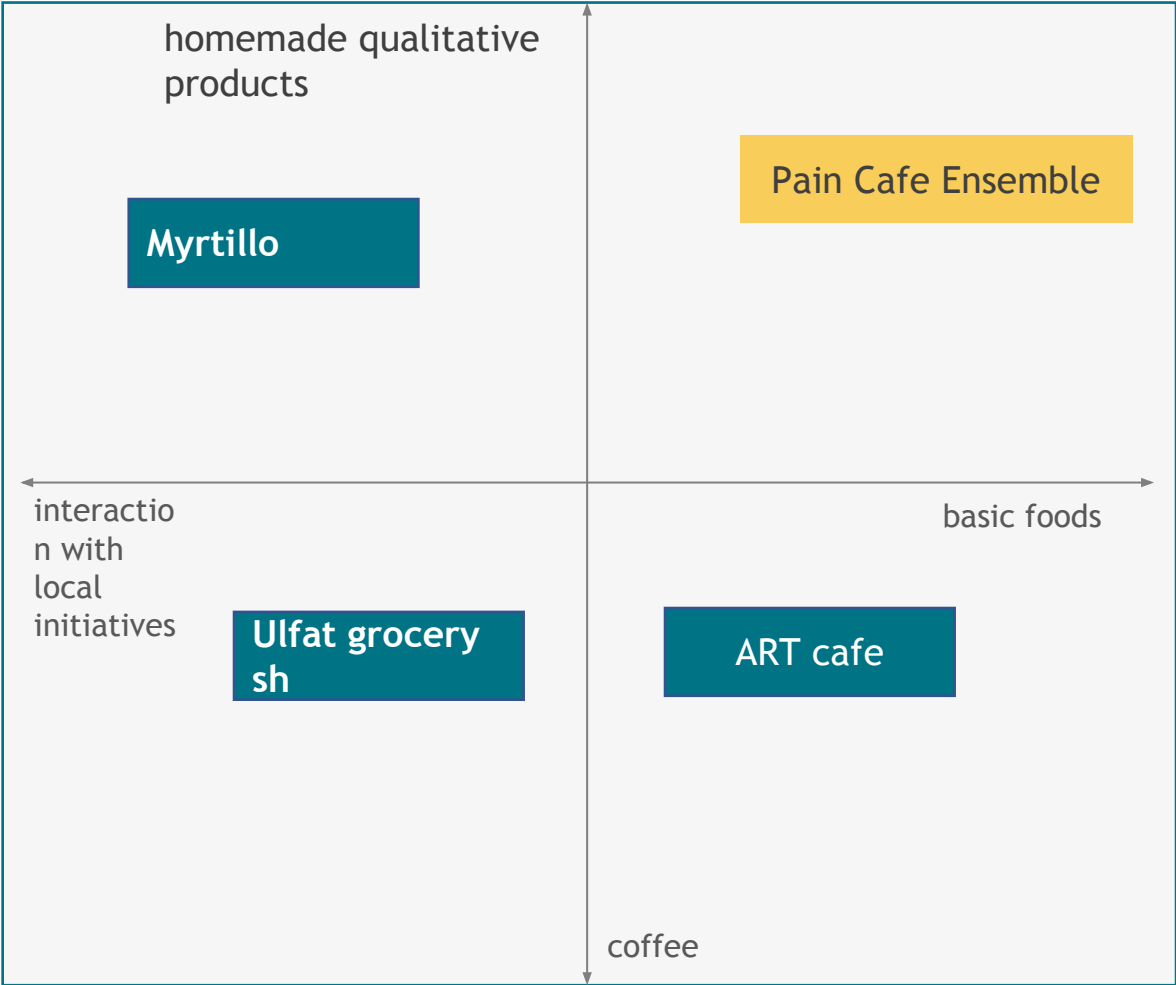 homemade qualitative
products
Pain Cafe Ensemble
Myrtillo
interactio
n with
local
initiatives
basic foods
Ulfat grocery
sh
ART cafe
coffee